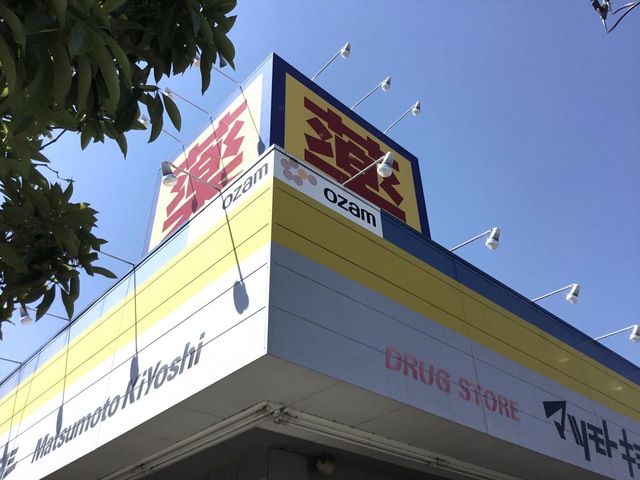 薬
薬
ozam
ozam
Matsumoto KiYoshi
DRUG STORE
マツモトキ